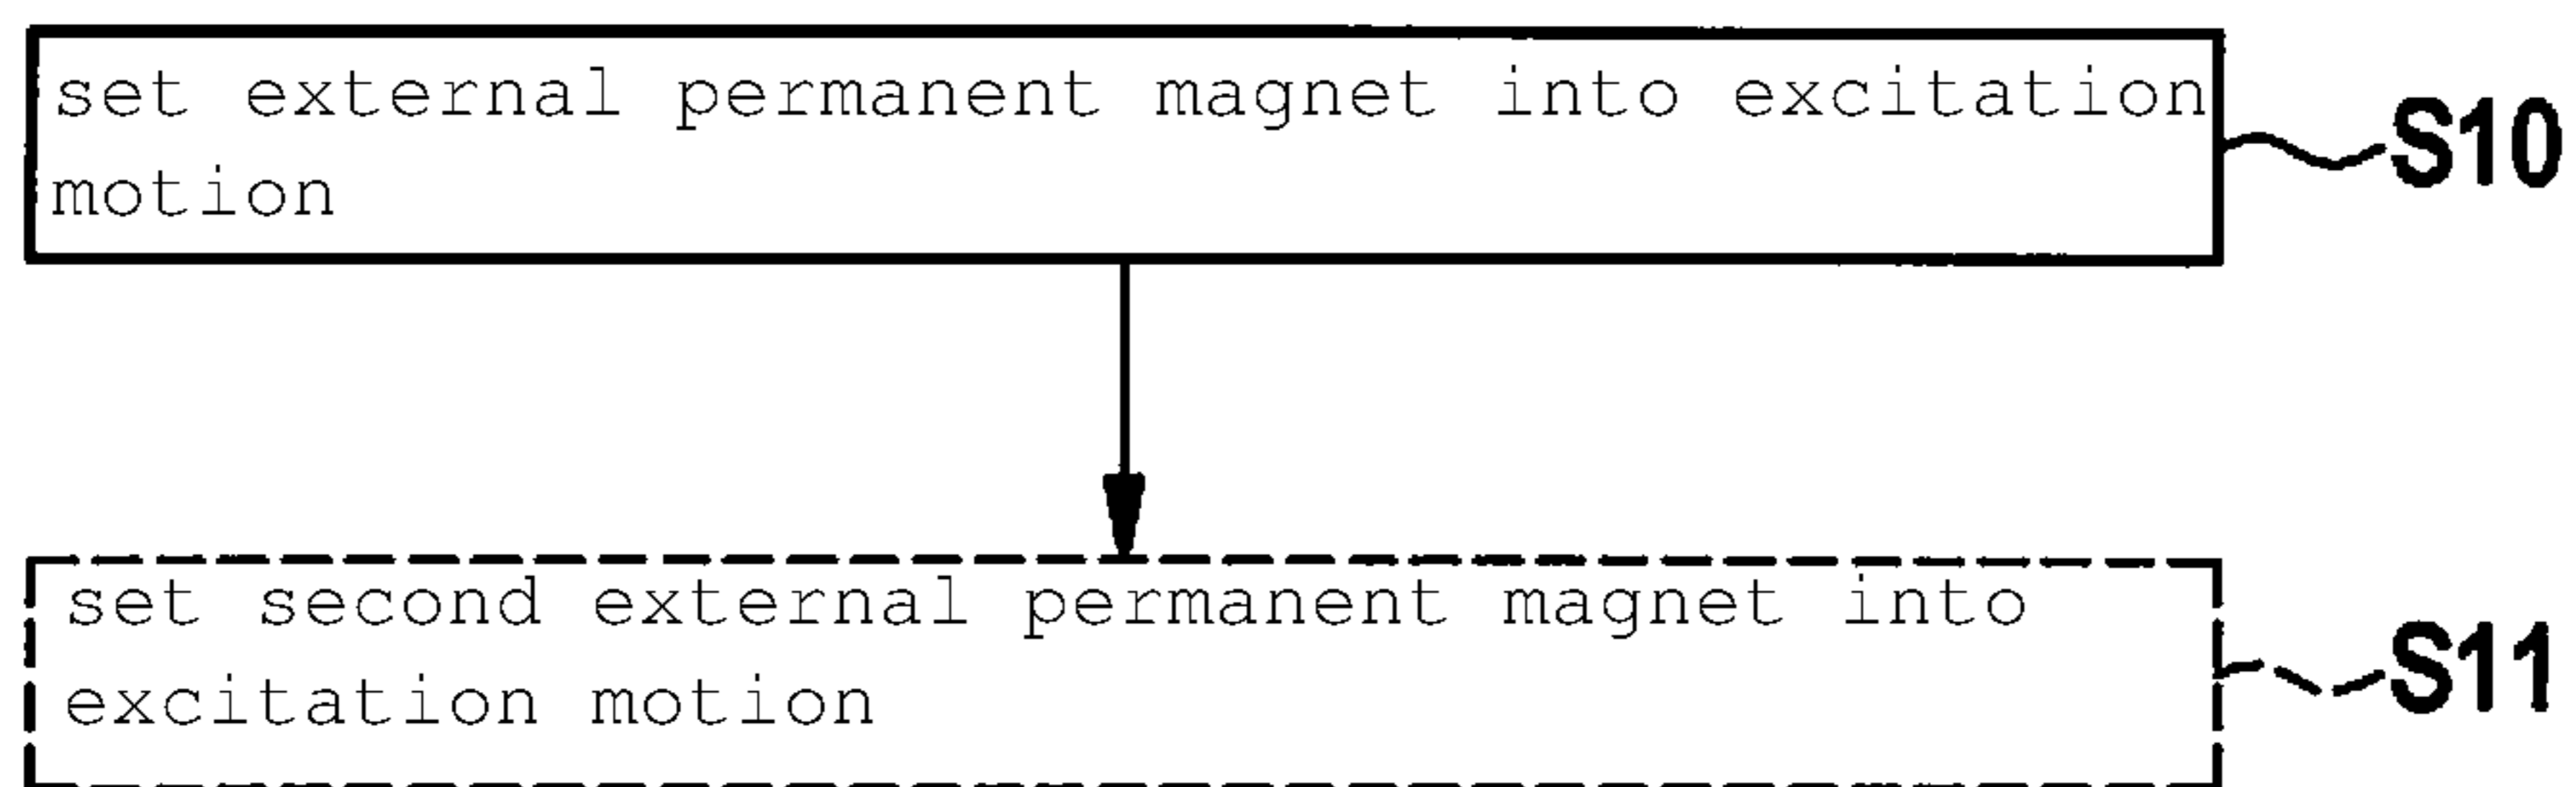 set external permanent magnet into excitation
motion
S10
set second external permanent magnet into
excitation motion
S11